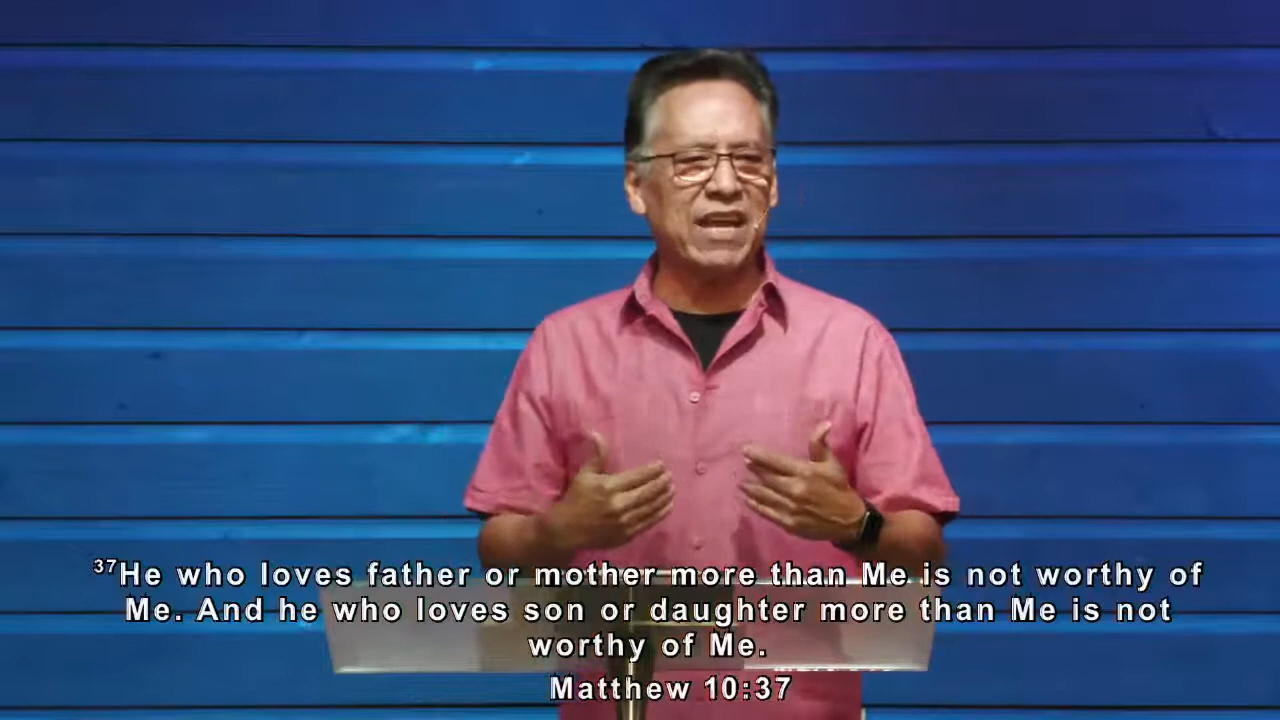 ³⁷He who loves father or mother more than Me is not worthy of
Me. And he who loves son or daughter more than Me is not
worthy of Me.
Matthew 10:37